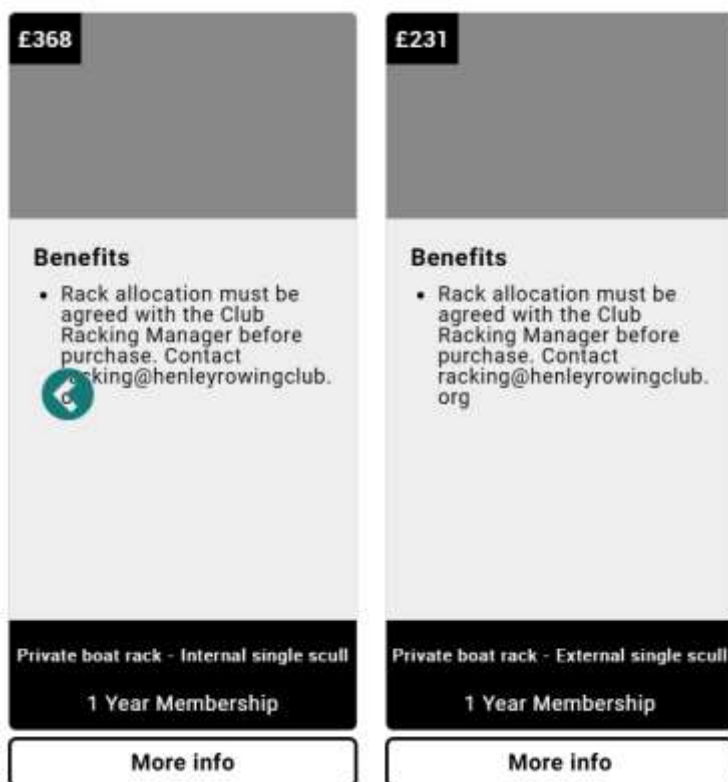 £368
Benefits
• Rack allocation must be
agreed with the Club
Racking Manager before
purchase. Contact
king@henleyrowingclub.
Private boat rack - Internal single scull
1 Year Membership
More info
£231
Benefits
• Rack allocation must be
agreed with the Club
Racking Manager before
purchase. Contact
racking@henleyrowingclub.
org
Private boat rack - External single scull
1 Year Membership
More info